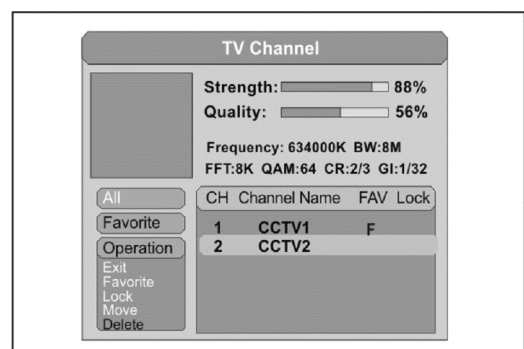 TV Channel
Strength: 88%
Quality: 56%
Frequency: 634000K BW:8M
FFT:8K QAM:64 CR:2/3 GI:1/32
All
Favorite
Operation
Exit
Favorite
Lock
Move
Delete
CH Channel Name FAV Lock
1 CCTV1 F
2 CCTV2